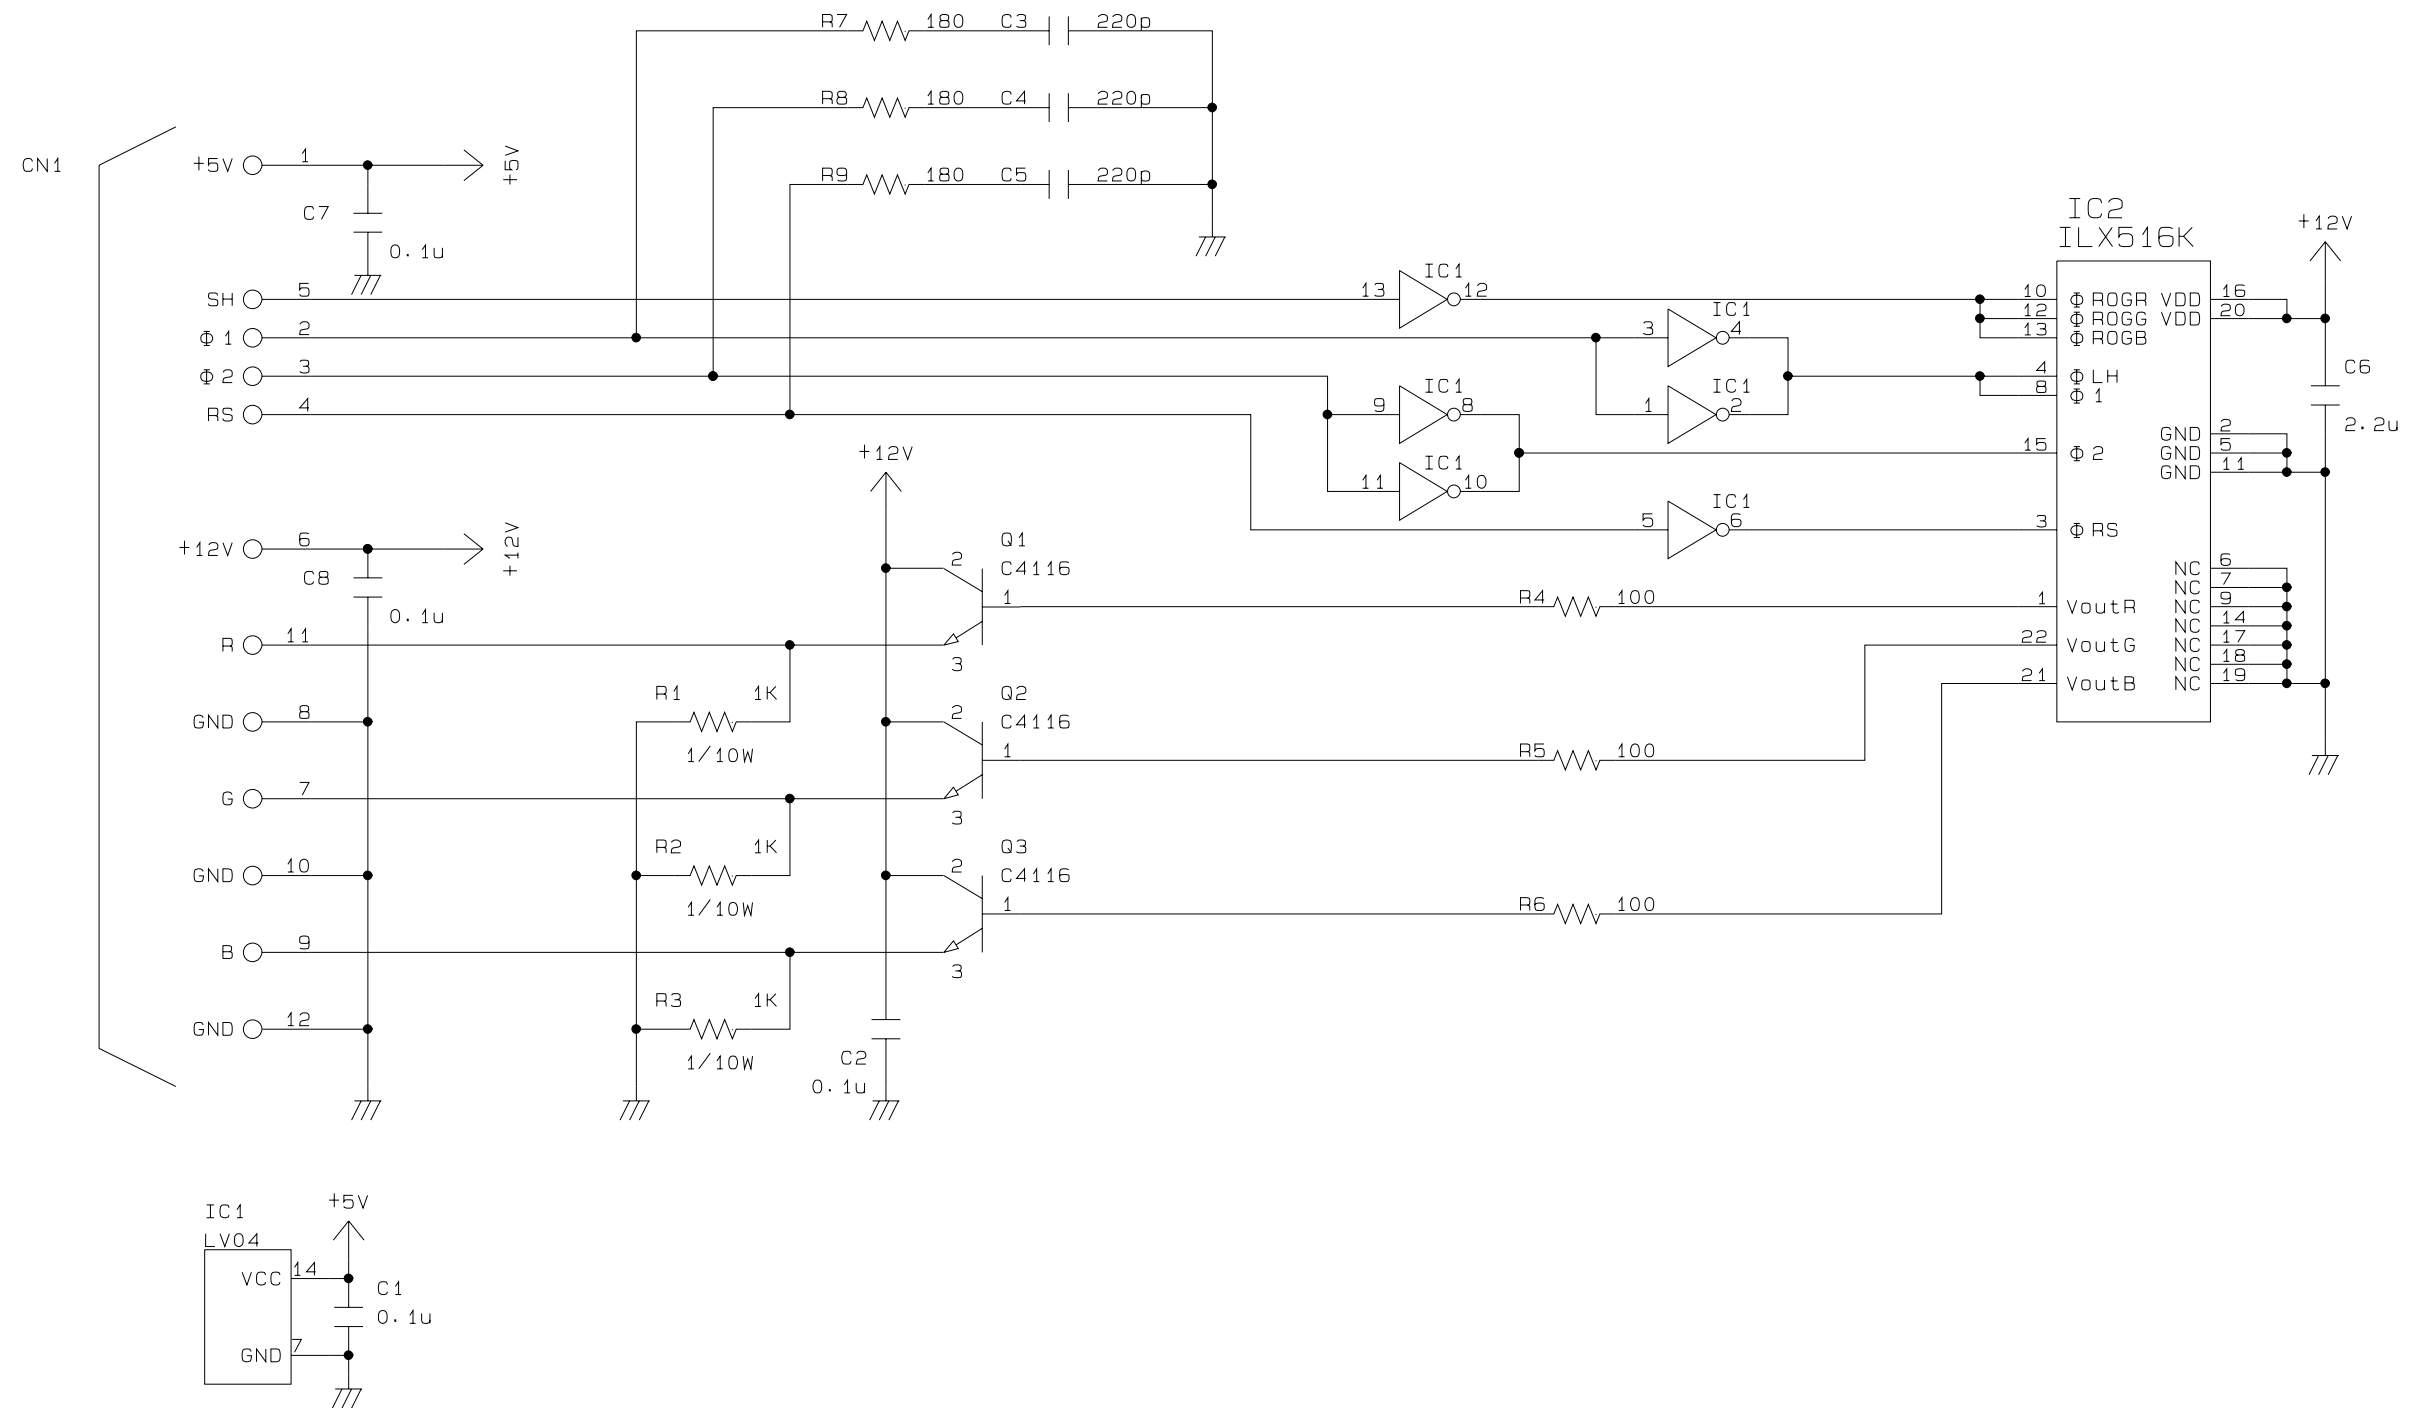 R7 180 C3 220p
R8 180 C4 220p
CN1 +5V 1 +5V
R9 180 C5 220p
C7
0.1u
IC2
ILX516K
+12V
SH 5 13 IC1 12 10 ΦROGR VDD 16
12 ΦROGG VDD 20
13 ΦROGB
Φ1 2 3 IC1 4
Φ2 3 4 ΦLH C6
8 Φ1
RS 4 9 IC1 8 1 IC1 2 2.2u
GND 2
+12V 15 Φ2 GND 5
GND 11
11 IC1 10
+12V 6 +12V 5 IC1 6 3 ΦRS
C8
0.1u
2 Q1
C4116
1 R4 100 1 VoutR
3
NC 6
NC 7
NC 9
NC 14
NC 17
NC 18
NC 19
R 11 22 VoutG
21 VoutB
R1 1K
1/10W
GND 8
2 Q2
C4116
1 R5 100
3
G 7
R2 1K
1/10W
GND 10
2 Q3
C4116
1 R6 100
3
B 9
R3 1K
1/10W
GND 12
C2
0.1u
IC1
LV04
+5V
VCC 14
C1
0.1u
GND 7